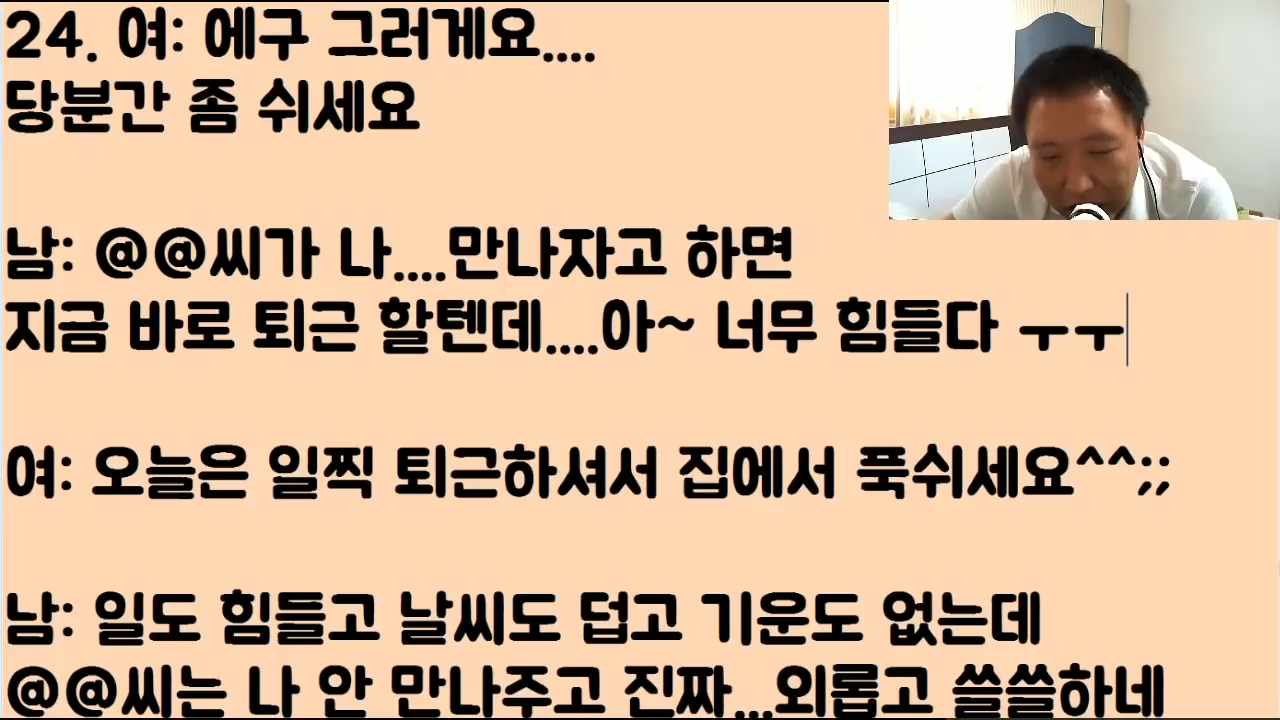 24. 여: 에구 그러게요....
당분간 좀 쉬세요
남: @@씨가 나....만나자고 하면
지금 바로 퇴근 할텐데....아~ 너무 힘들다 ㅜㅜ
여: 오늘은 일찍 퇴근하셔서 집에서 푹쉬세요^^;;
남: 일도 힘들고 날씨도 덥고 기운도 없는데
@@씨는 나 안 만나주고 진짜...외롭고 쓸쓸하네